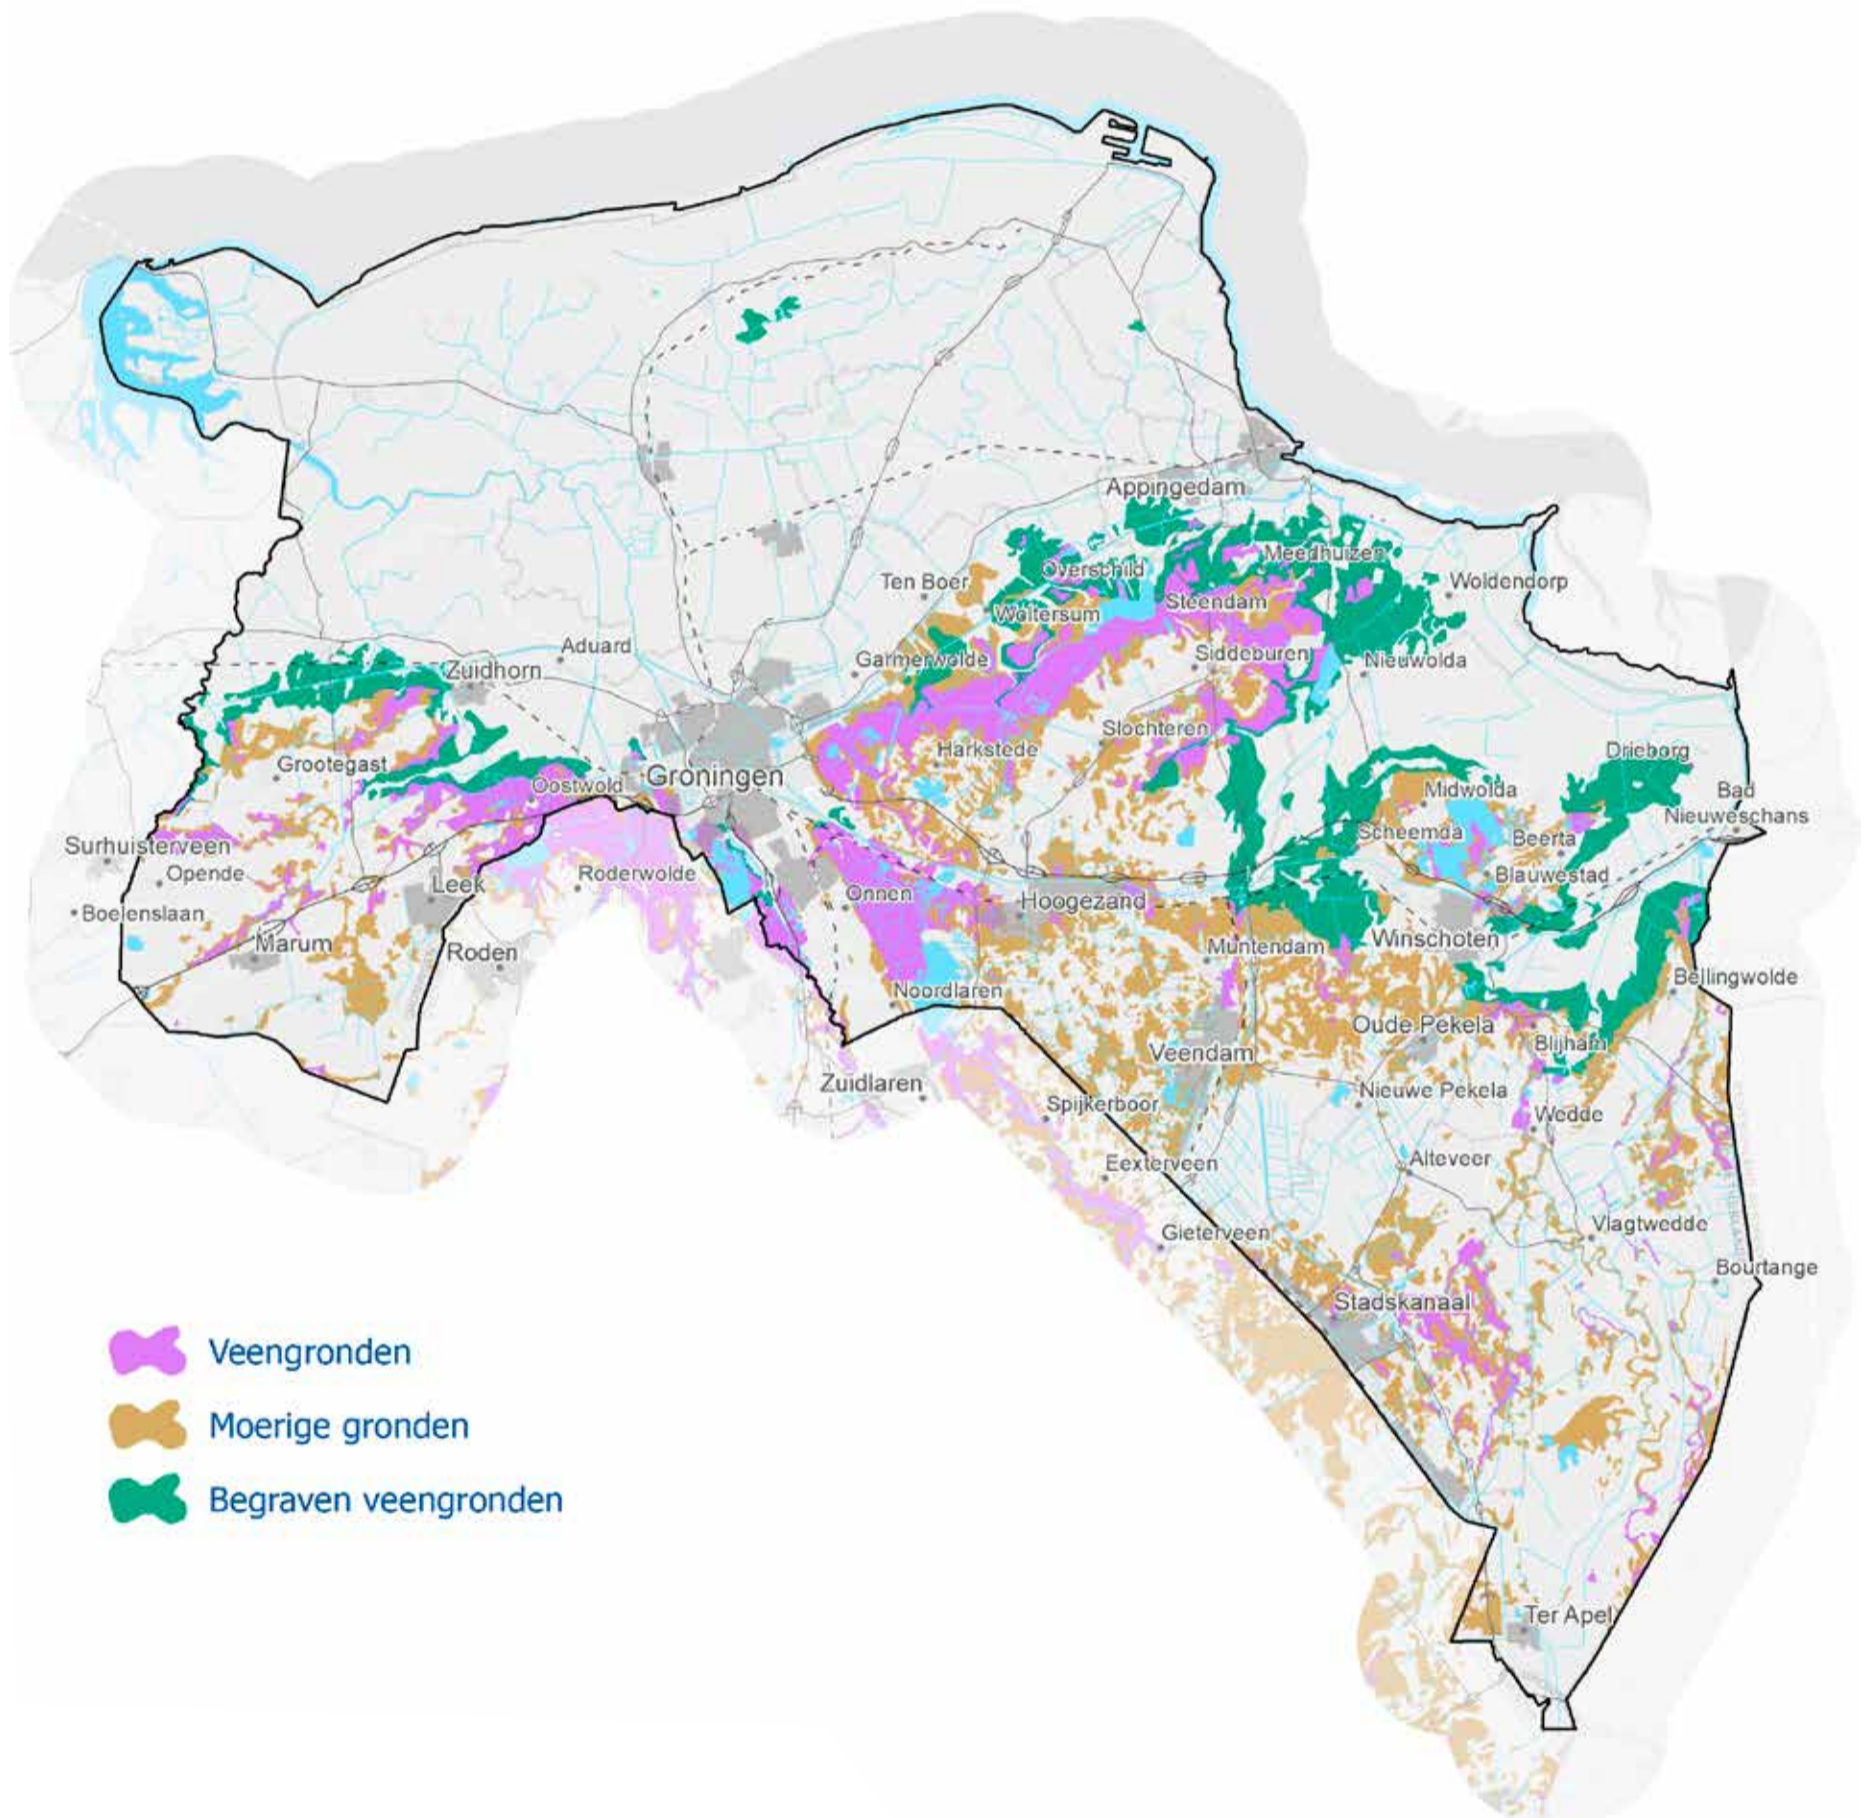 Appingedam
Meedhuizen
Overschild
Ten Boer
Woldendorp
Steendam
Woltersum
Aduard
Siddeburen
Garmerwolde
Nieuwolda
Zuidhorn
Slochteren
Harkstede
Drieborg
Grootegast
Groningen
Oostwold
Midwolda
Bad
Nieuweschans
Scheemda
Beerta
Surhuisterveen
Opende
Roderwolde
Blauwestad
Leek
Onnen
Hoogezand
Boelenslaan
Marum
Roden
Muntendam
Winschoten
Bellingwolde
Noordlaren
Oude Pekela
Blijham
Veendam
Zuidlaren
Nieuwe Pekela
Spijkerboor
Wedde
Eexterveen
Alteveer
Vlagtwedde
Gieterveen
Bourtange
Stadskanaal
Veengronden
Moerige gronden
Begraven veengronden
Ter Apel